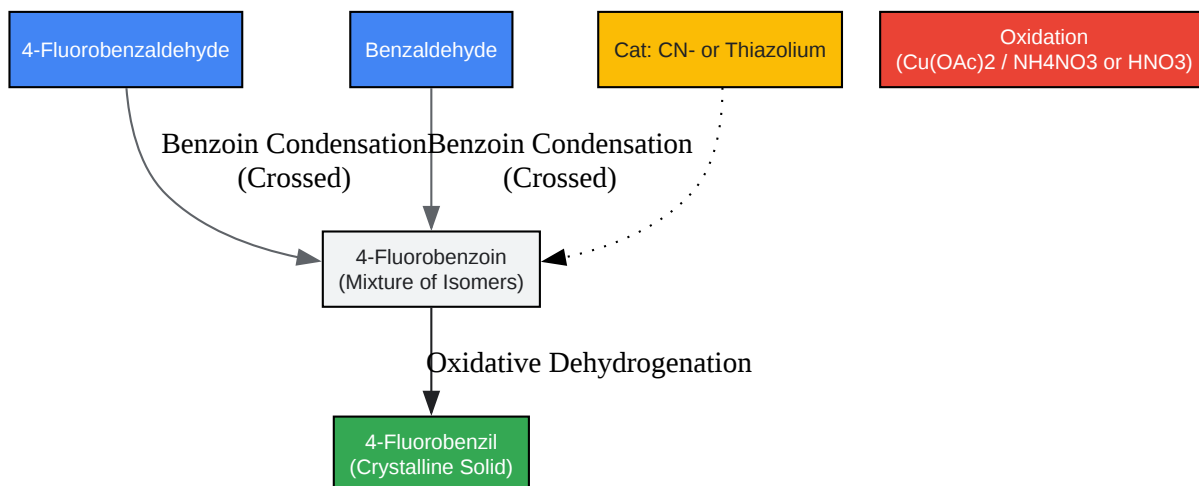 4-Fluorobenzaldehyde
Benzaldehyde
Cat: CN- or Thiazolium
Oxidation
(Cu(OAc)2 / NH4NO3 or HNO3)
Benzoin Condensation
(Crossed)
Benzoin Condensation
(Crossed)
4-Fluorobenzoin
(Mixture of Isomers)
Oxidative Dehydrogenation
4-Fluorobenzil
(Crystalline Solid)